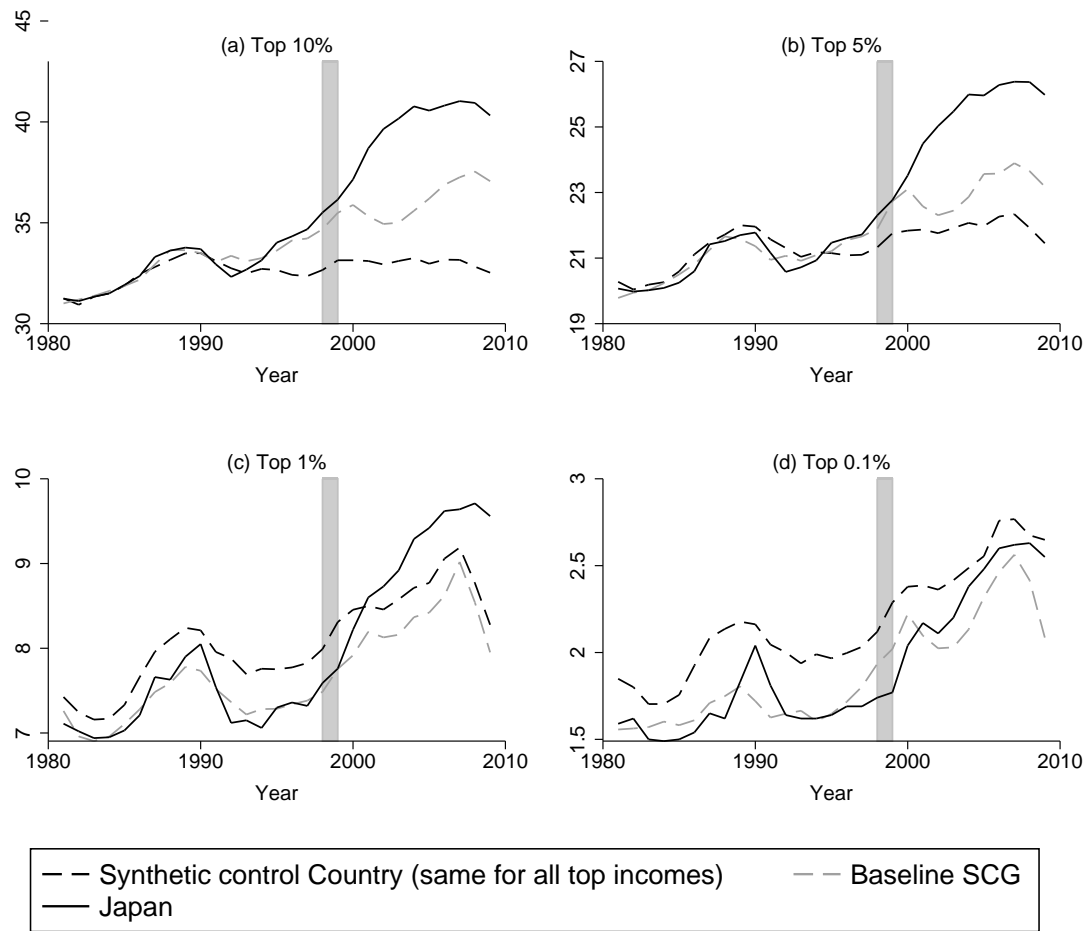 (a) Top 10%
45
40
35
30
1980 1990 2000 2010
Year
(b) Top 5%
27
25
23
21
19
1980 1990 2000 2010
Year
(c) Top 1%
10
9
8
7
1980 1990 2000 2010
Year
(d) Top 0.1%
3
2.5
2
1.5
1980 1990 2000 2010
Year
Synthetic control Country (same for all top incomes) Baseline SCG
Japan